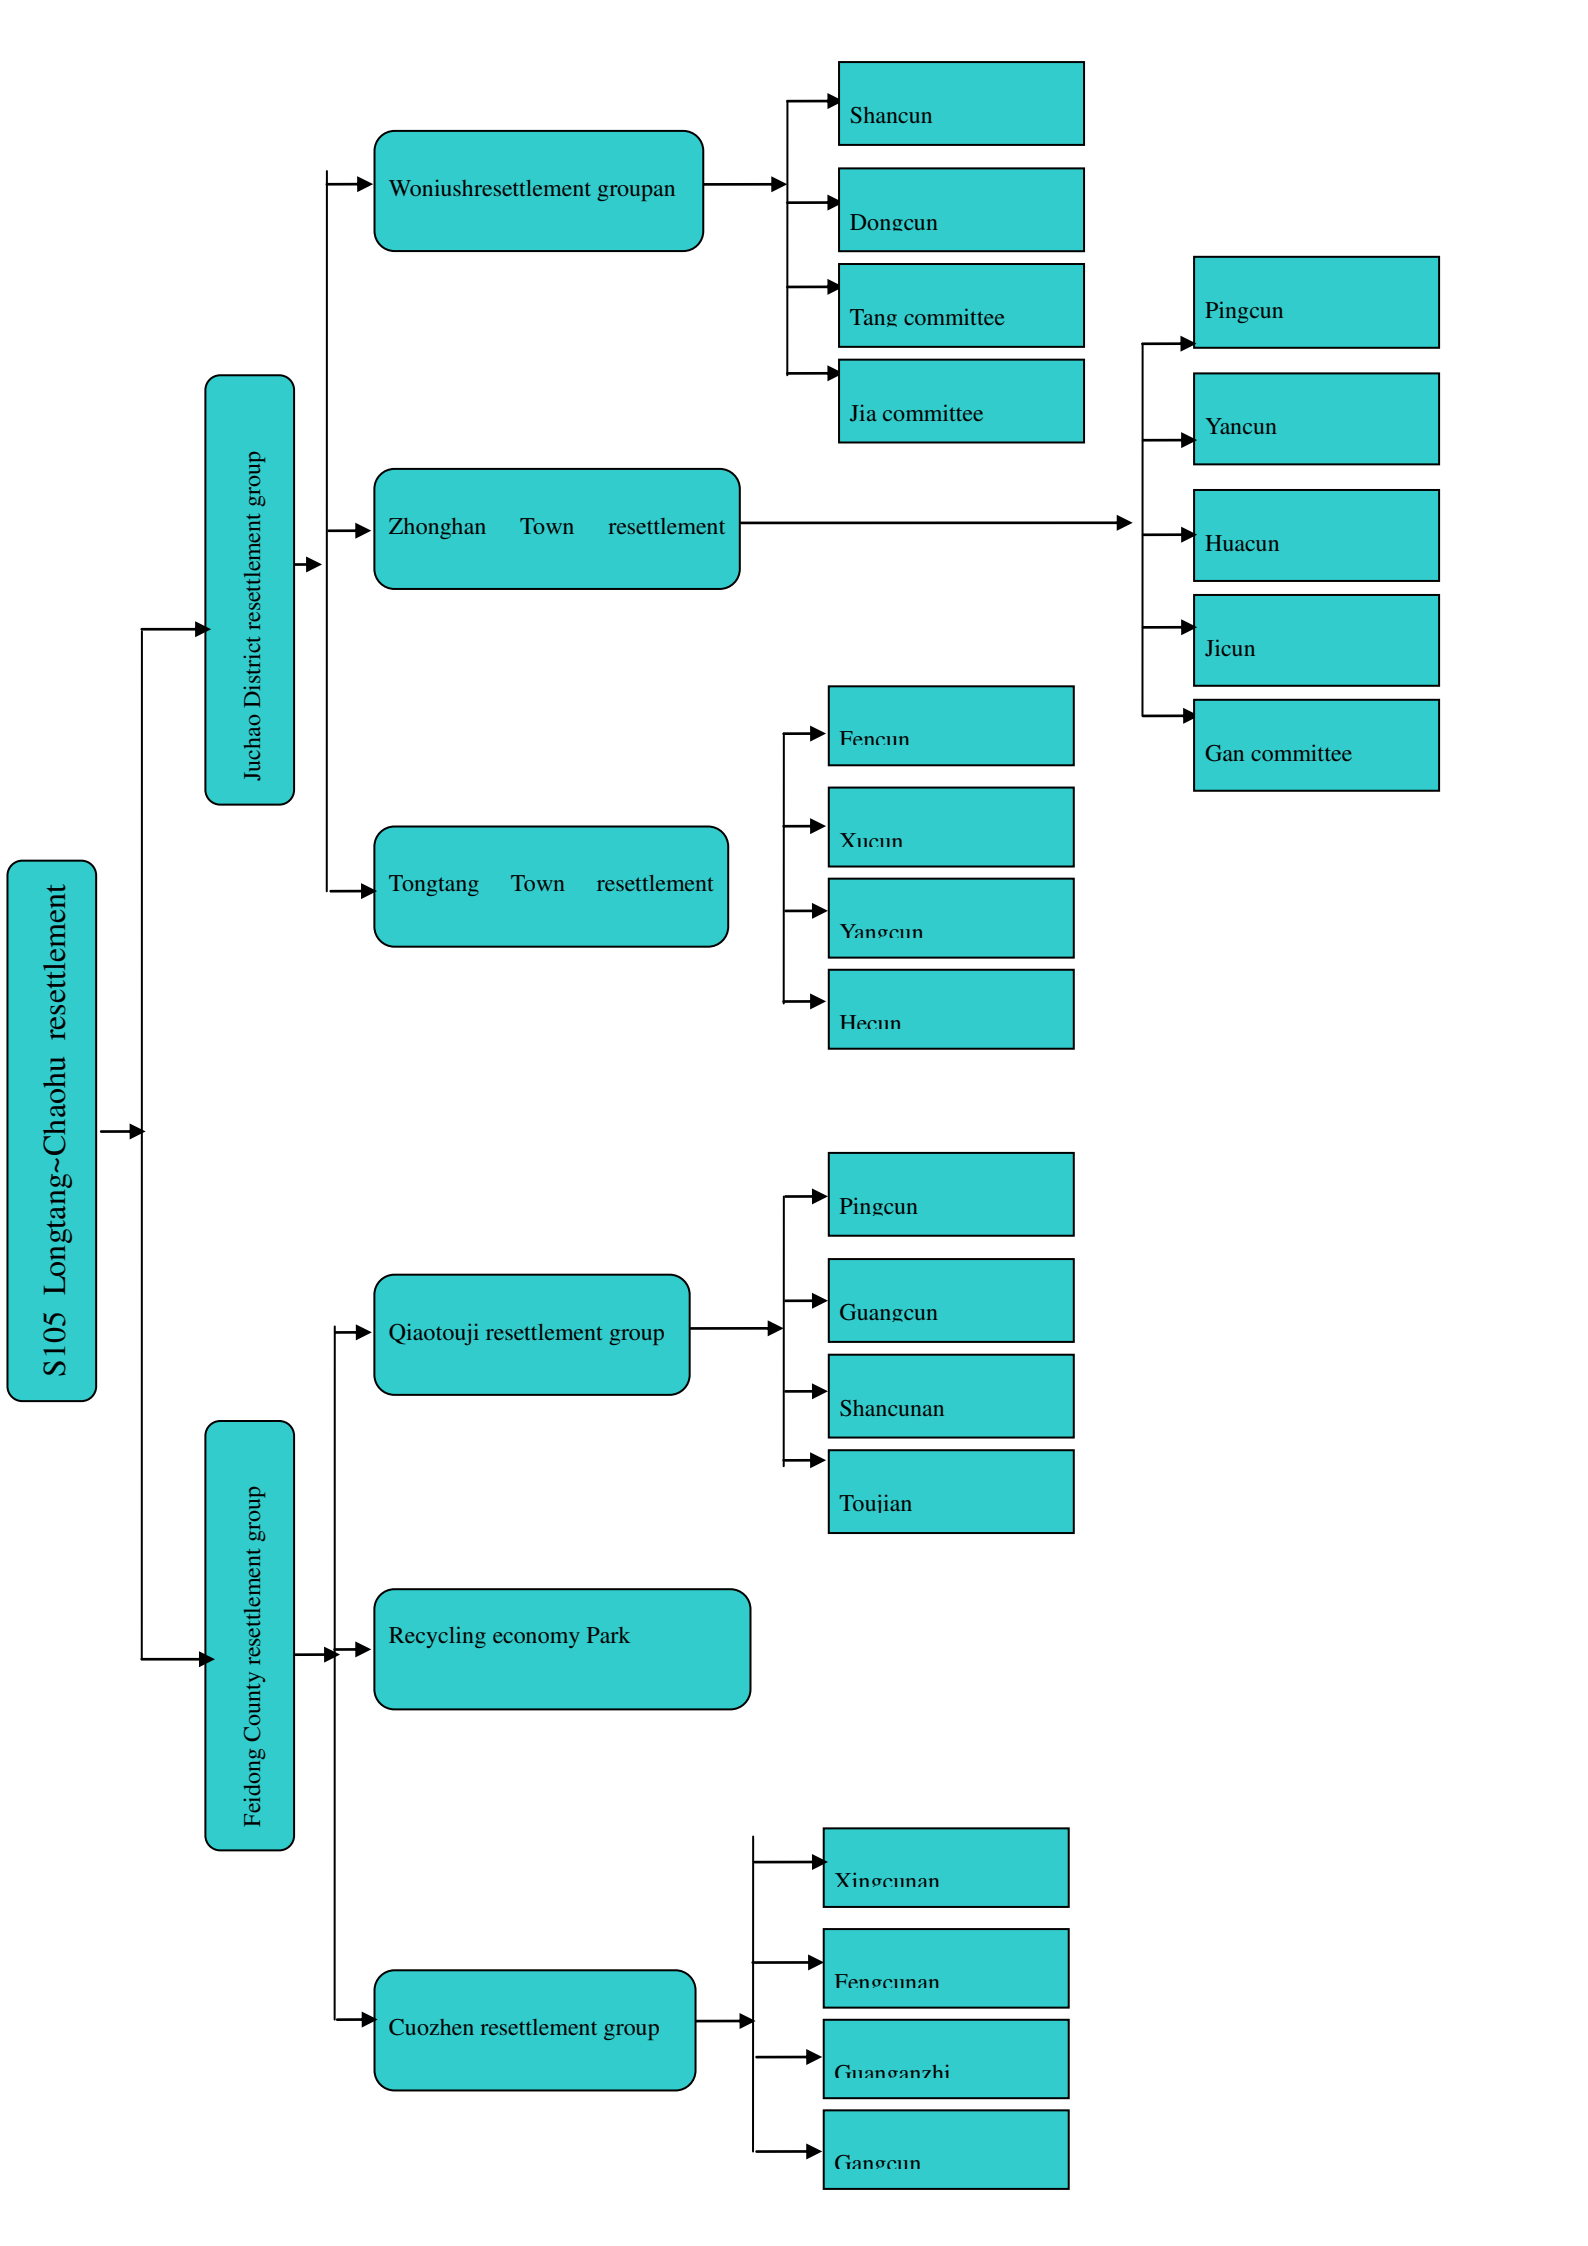 S105 Longtang~Chaohu resettlement
Juchao District resettlement group
Woniushresettlement groupan
Shancun
Dongcun
Tang committee
Jia committee
Zhonghan Town resettlement
Pingcun
Yancun
Huacun
Jicun
Gan committee
Tongtang Town resettlement
Fencun
Xucun
Yangcun
Hecun
Feidong County resettlement group
Qiaotouji resettlement group
Pingcun
Guangcun
Shancunan
Toujian
Recycling economy Park
Cuozhen resettlement group
Xingcunan
Fengcunan
Guanganzhi
Gangcun